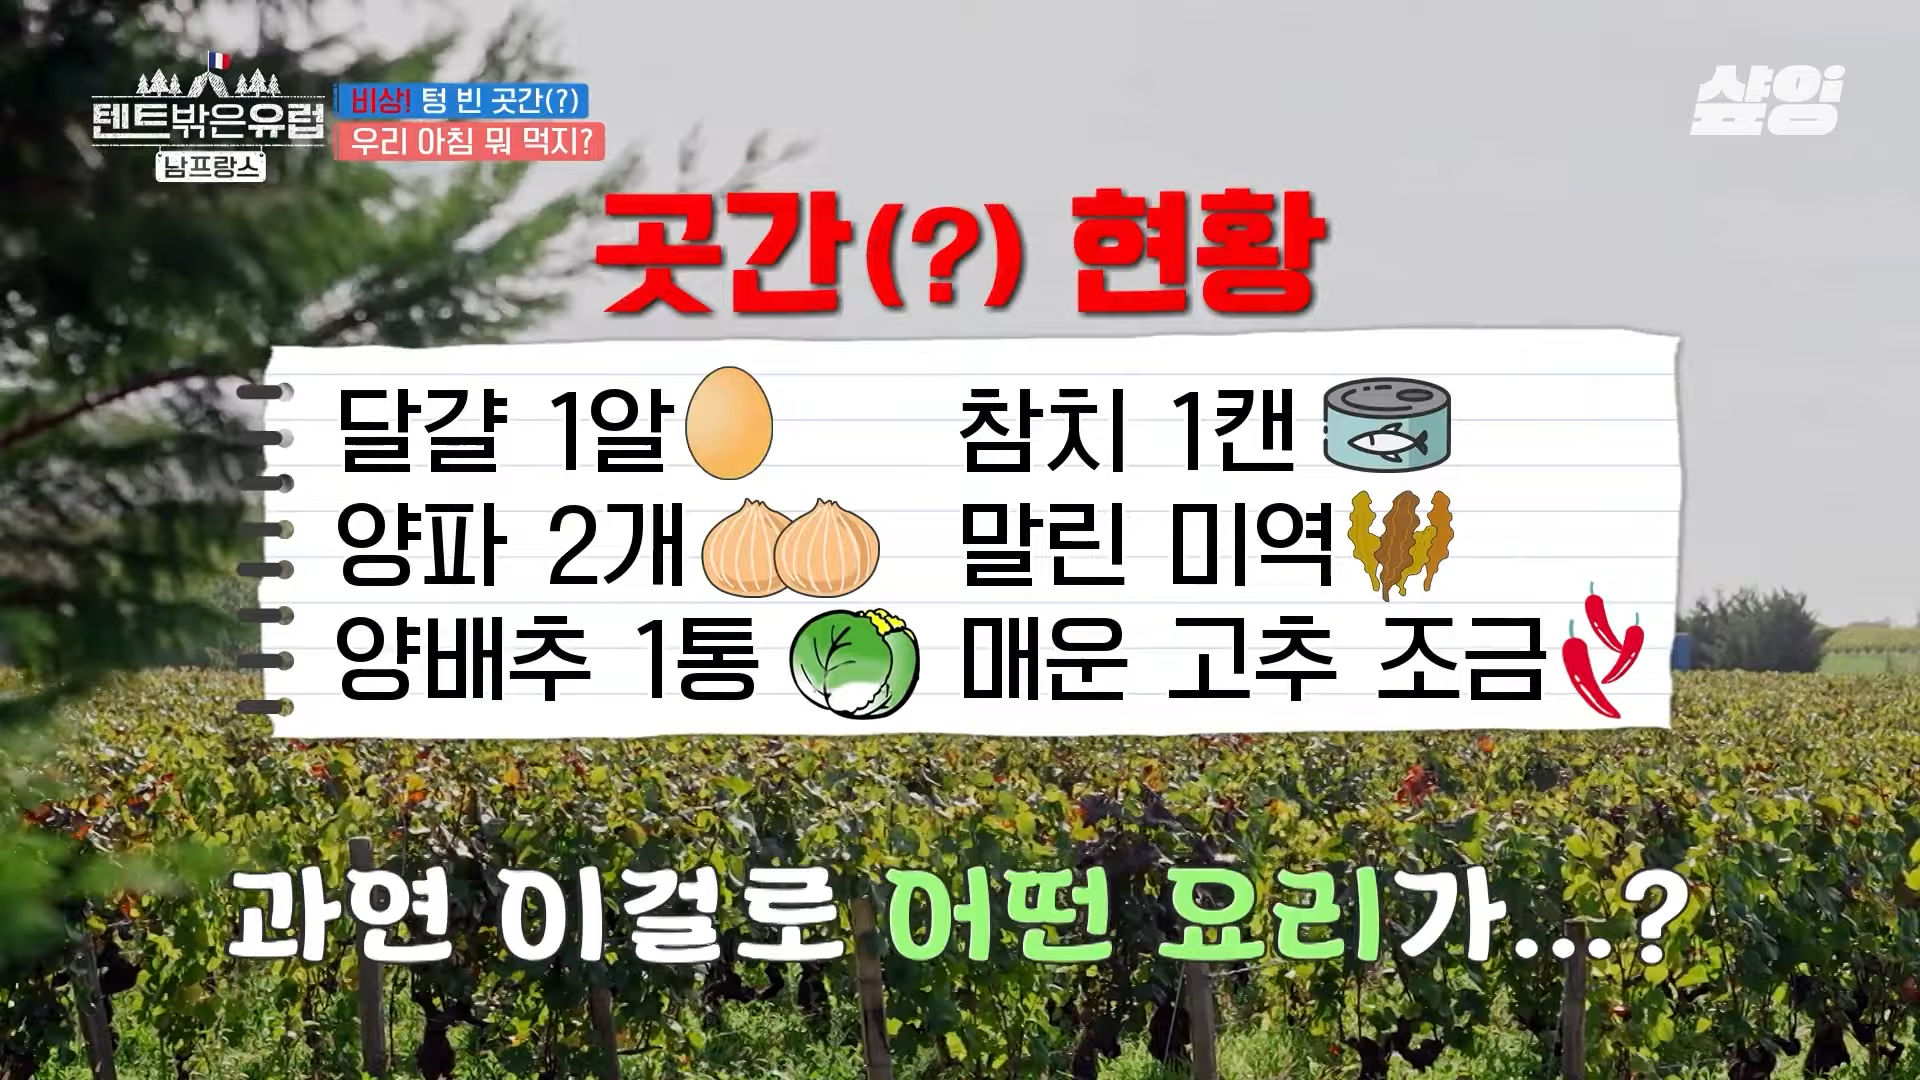 텐트밖은유럽
남프랑스
비상! 텅 빈 곳간(?)
우리 아침 뭐 먹지?
샾잉
곳간(?) 현황
달걀 1알
참치 1캔
양파 2개
말린 미역
양배추 1통
매운 고추 조금
과연 이걸로 어떤 요리가...?